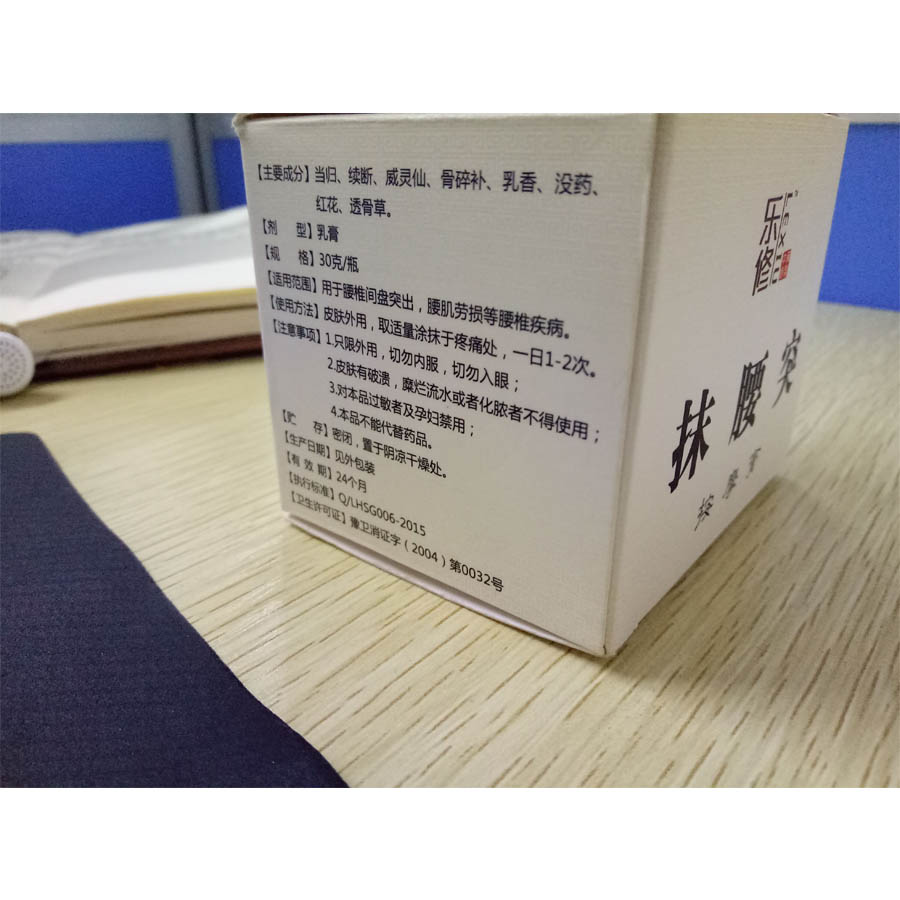 【主要成分】当归、续断、威灵仙、骨碎补、乳香、没药、
红花、透骨草。
【剂 型】乳膏
【规 格】30克/瓶
【适用范围】用于腰椎间盘突出，腰肌劳损等腰椎疾病。
【使用方法】皮肤外用，取适量涂抹于疼痛处，一日1-2次。
【注意事项】1.只限外用，切勿内服，切勿入眼；
2.皮肤有破溃，糜烂流水或者化脓者不得使用；
3.对本品过敏者及孕妇禁用；
4.本品不能代替药品。
【贮 存】密闭，置于阴凉干燥处。
【生产日期】见外包装
【有 效 期】24个月
【执行标准】Q/LHSG006-2015
【卫生许可证】豫卫消证字（2004）第0032号
乐修
抹腰突